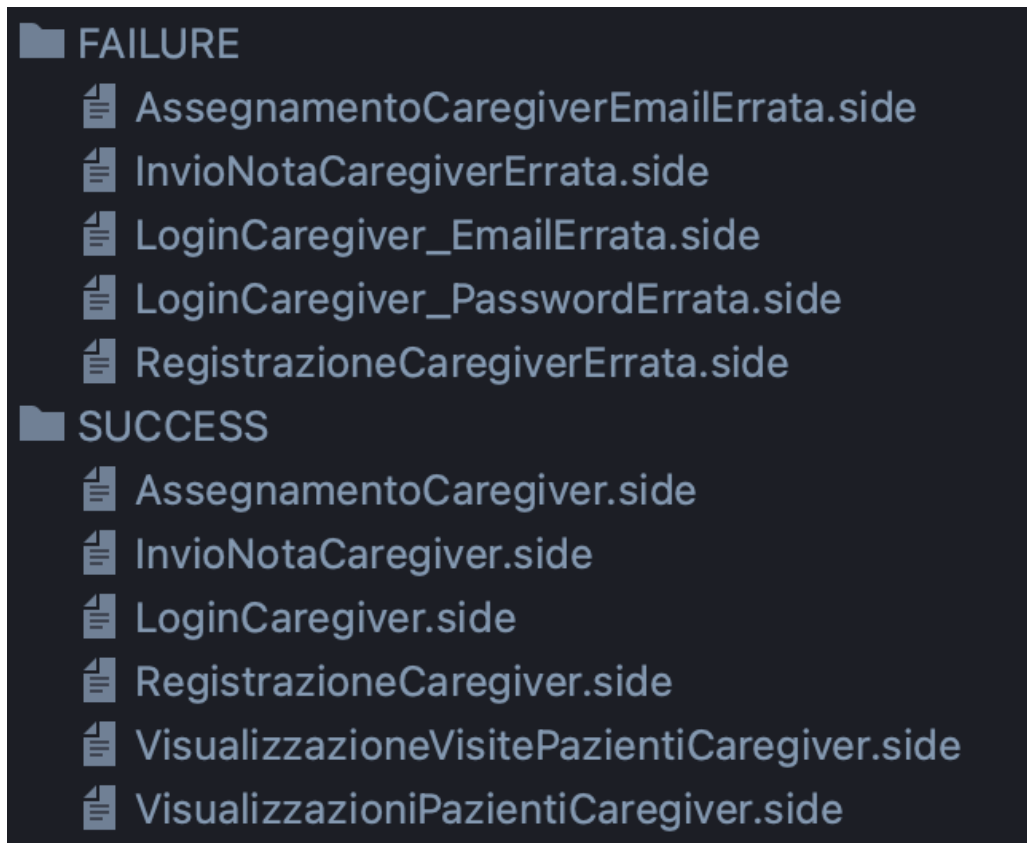 FAILURE
AssegnamentoCaregiverEmailErrata.side
InvioNotaCaregiverErrata.side
LoginCaregiver_EmailErrata.side
LoginCaregiver_PasswordErrata.side
RegistrazioneCaregiverErrata.side
SUCCESS
AssegnamentoCaregiver.side
InvioNotaCaregiver.side
LoginCaregiver.side
RegistrazioneCaregiver.side
VisualizzazioneVisitePazientiCaregiver.side
VisualizzazioniPazientiCaregiver.side